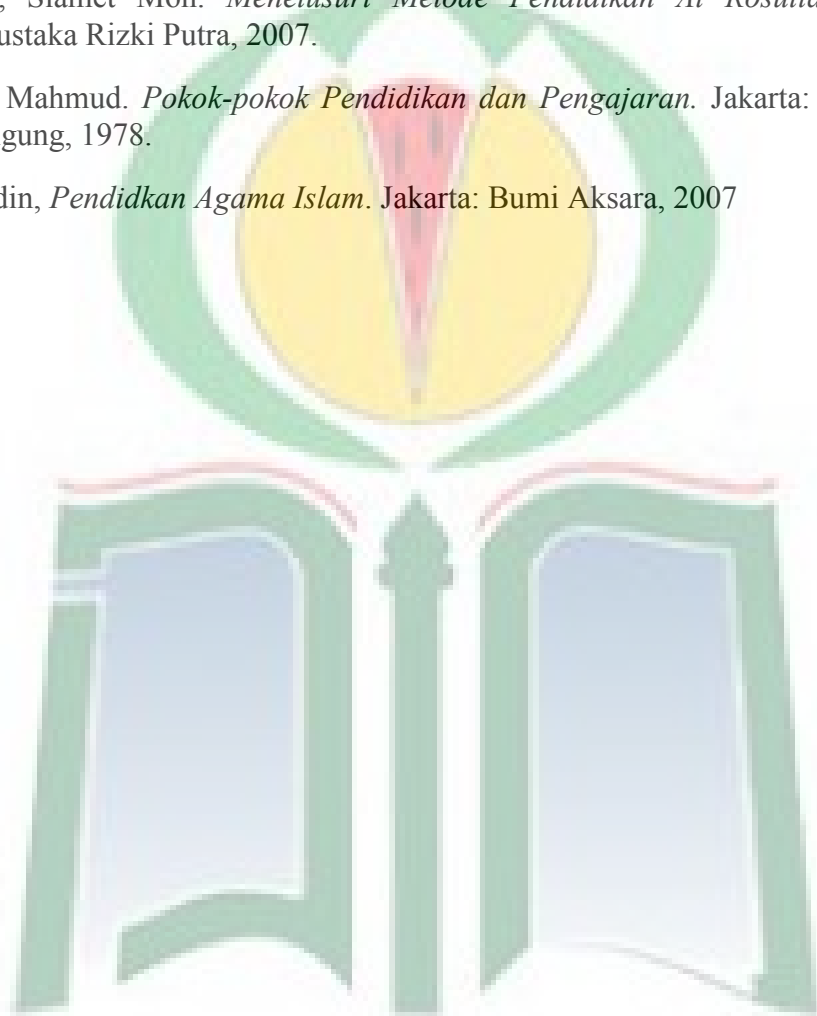 Slamet Moh. Menelusuri Metode Pendidikan Al
ustaka Rizki Putra, 2007.
Mahmud. Pokok-pokok Pendidikan dan Pengajaran. Jakarta:
gung, 1978.
din, Pendidkan Agama Islam. Jakarta: Bumi Aksara, 2007